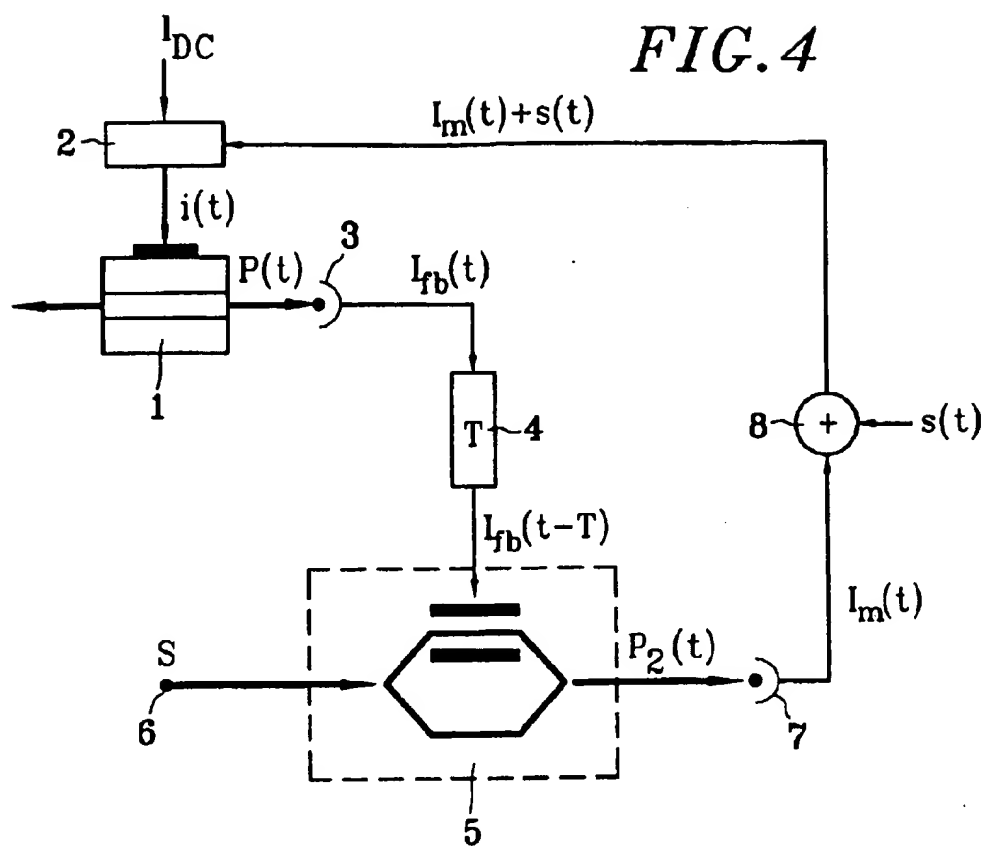 FIG. 4
I_DC
I_m(t)+s(t)
2
i(t)
P(t)
3
I_fb(t)
1
T
4
8
+
s(t)
I_fb(t-T)
I_m(t)
S
P_2(t)
6
7
5